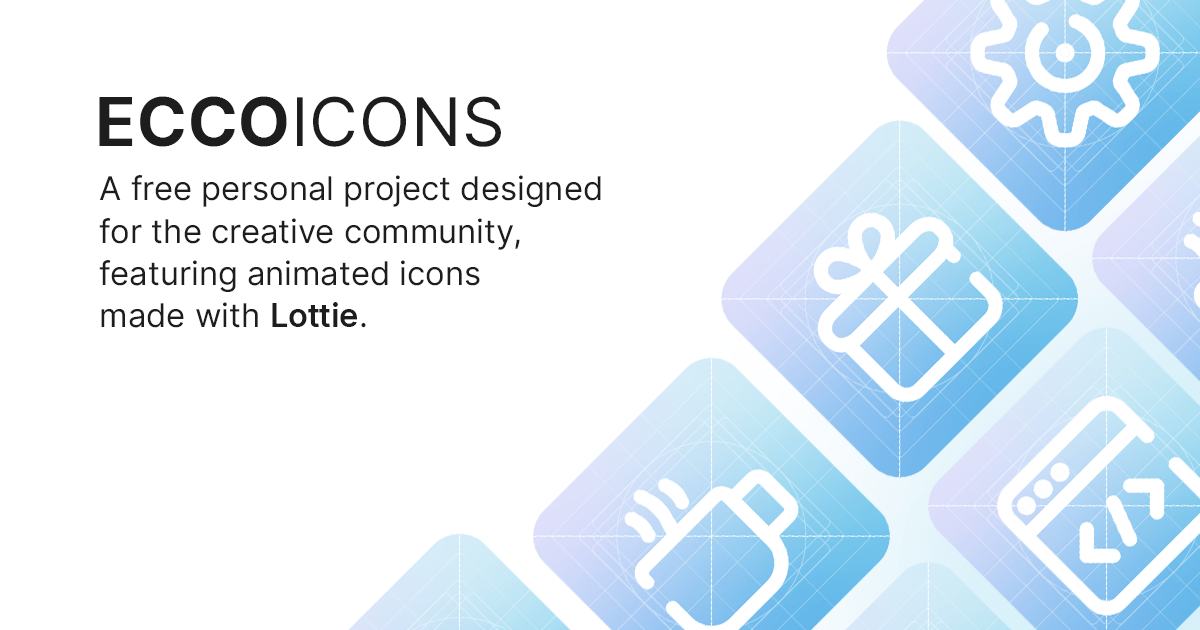 ECCOICONS
A free personal project designed
for the creative community,
featuring animated icons
made with Lottie.